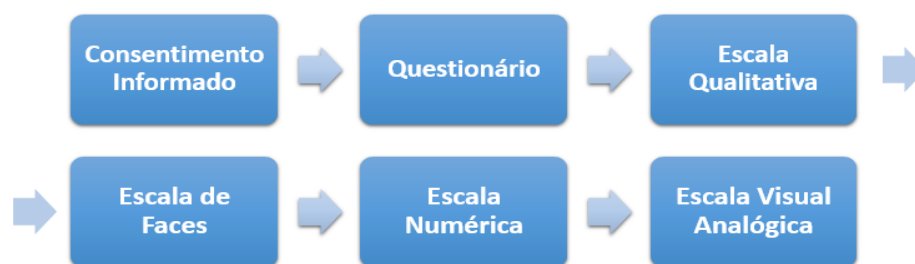 Consentimento
Informado
Questionário
Escala
Qualitativa
Escala de
Faces
Escala
Numérica
Escala Visual
Analógica